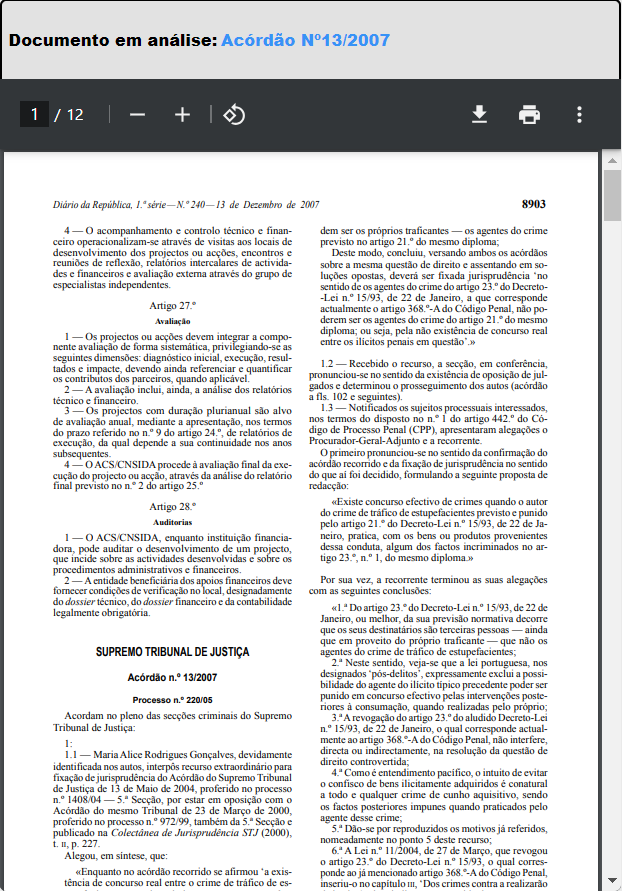 Documento em análise: Acórdão Nº13/2007
1 / 12
Diário da República, 1.ª série — N.º 240 — 13 de Dezembro de 2007
8903
4 — O acompanhamento e controlo técnico e finan-
ceiro operacionalizam-se através de visitas aos locais de
desenvolvimento dos projectos ou acções, encontros e
reuniões de reflexão, relatórios intercalares de activida-
des e financeiros e avaliação externa através do grupo de
especialistas independentes.
Artigo 27.º
Avaliação
1 — Os projectos ou acções devem integrar a compo-
nente avaliação de forma sistemática, privilegiando-se as
seguintes dimensões: diagnóstico inicial, execução, resul-
tados e impacte, devendo ainda referenciar e quantificar
os contributos dos parceiros, quando aplicável.
2 — A avaliação inclui, ainda, a análise dos relatórios
técnico e financeiro.
3 — Os projectos com duração plurianual são alvo
de avaliação anual, mediante a apresentação, nos termos
do prazo referido no n.º 9 do artigo 24.º, de relatórios de
execução, da qual depende a sua continuidade nos anos
subsequentes.
4 — O ACS/CNSIDA procede à avaliação final da exe-
cução do projecto ou acção, através da análise do relatório
final previsto no n.º 2 do artigo 25.º
Artigo 28.º
Auditorias
1 — O ACS/CNSIDA, enquanto instituição financia-
dora, pode auditar o desenvolvimento de um projecto,
que incide sobre as actividades desenvolvidas e sobre os
procedimentos administrativos e financeiros.
2 — A entidade beneficiária dos apoios financeiros deve
fornecer condições de verificação no local, designadamente
do dossier técnico, do dossier financeiro e da contabilidade
legalmente obrigatória.
SUPREMO TRIBUNAL DE JUSTIÇA
Acórdão n.º 13/2007
Processo n.º 220/05
Acordam no pleno das secções criminais do Supremo
Tribunal de Justiça:
1:
1.1 — Maria Alice Rodrigues Gonçalves, devidamente
identificada nos autos, interpôs recurso extraordinário para
fixação de jurisprudência do Acórdão do Supremo Tribunal
de Justiça de 13 de Maio de 2004, proferido no processo
n.º 1408/04 — 5.ª Secção, por estar em oposição com o
Acórdão do mesmo Tribunal de 23 de Março de 2000,
proferido no processo n.º 972/99, também da 5.ª Secção e
publicado na Colectânea de Jurisprudência STJ (2000),
t. II, p. 227.
Alegou, em síntese, que:
«Enquanto no acórdão recorrido se afirmou ‘a exis-
tência de concurso real entre o crime de tráfico de es-
dem ser os próprios traficantes — os agentes do crime
previsto no artigo 21.º do mesmo diploma;
Deste modo, concluiu, versando ambos os acórdãos
sobre a mesma questão de direito e assentando em so-
luções opostas, deverá ser fixada jurisprudência ‘no
sentido de os agentes do crime do artigo 23.º do Decreto-
-Lei n.º 15/93, de 22 de Janeiro, a que corresponde
actualmente o artigo 368.º-A do Código Penal, não po-
derem ser os agentes do crime do artigo 21.º do mesmo
diploma; ou seja, pela não existência de concurso real
entre os ilícitos penais em questão’.»
1.2 — Recebido o recurso, a secção, em conferência,
pronunciou-se no sentido da existência de oposição de jul-
gados e determinou o prosseguimento dos autos (acórdão
a fls. 102 e seguintes).
1.3 — Notificados os sujeitos processuais interessados,
nos termos do disposto no n.º 1 do artigo 442.º do Có-
digo de Processo Penal (CPP), apresentaram alegações o
Procurador-Geral-Adjunto e a recorrente.
O primeiro pronunciou-se no sentido da confirmação do
acórdão recorrido e da fixação de jurisprudência no sentido
do que aí foi decidido, formulando a seguinte proposta de
redacção:
«Existe concurso efectivo de crimes quando o autor
do crime de tráfico de estupefacientes previsto e punido
pelo artigo 21.º do Decreto-Lei n.º 15/93, de 22 de Ja-
neiro, pratica, com os bens ou produtos provenientes
dessa conduta, algum dos factos incriminados no ar-
tigo 23.º, n.º 1, do mesmo diploma.»
Por sua vez, a recorrente terminou as suas alegações
com as seguintes conclusões:
«1.ª Do artigo 23.º do Decreto-Lei n.º 15/93, de 22 de
Janeiro, ou melhor, da sua previsão normativa decorre
que os seus destinatários são terceiras pessoas — ainda
que em proveito do próprio traficante — que não os
agentes do crime de tráfico de estupefacientes;
2.ª Neste sentido, veja-se que a lei portuguesa, nos
designados ‘pós-delitos’, expressamente exclui a possi-
bilidade do agente do ilícito típico precedente poder ser
punido em concurso efectivo pelas intervenções poste-
riores à consumação, quando realizadas pelo próprio;
3.ª A revogação do artigo 23.º do aludido Decreto-Lei
n.º 15/93, de 22 de Janeiro, o qual corresponde actual-
mente ao artigo 368.º-A do Código Penal, não interfere,
directa ou indirectamente, na resolução da questão de
direito controvertida;
4.ª Como é entendimento pacífico, o intuito de evitar
o confisco de bens ilicitamente adquiridos é conatural
a todo e qualquer crime de cunho aquisitivo, sendo
os factos posteriores impunes quando praticados pelo
agente desse crime;
5.ª Dão-se por reproduzidos os motivos já referidos,
nomeadamente no ponto 5 deste recurso;
6.ª A Lei n.º 11/2004, de 27 de Março, que revogou
o artigo 23.º do Decreto-Lei n.º 15/93, o qual corres-
ponde ao já mencionado artigo 368.º-A do Código Penal,
inseriu-o no capítulo III, ‘Dos crimes contra a realização